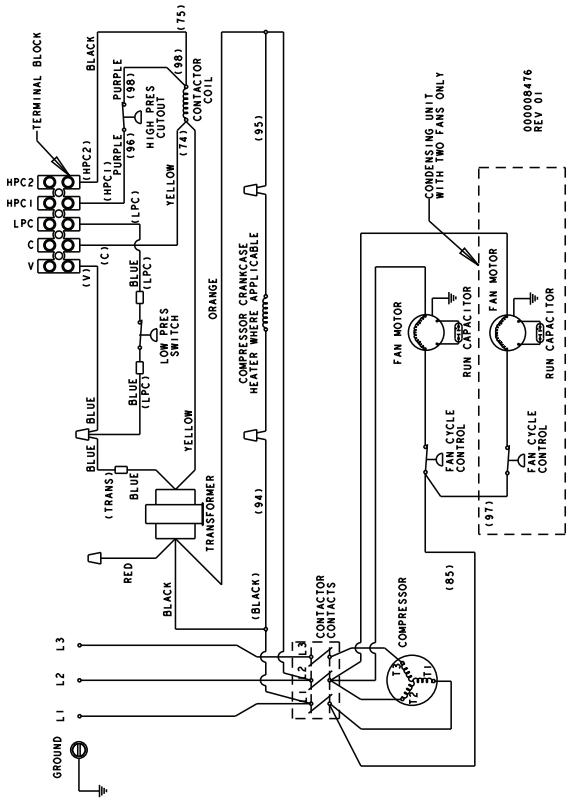 TERMINAL BLOCK
HPC2
HPC1
LPC
C
V
(HPC2)
BLACK
(75)
(HPC1)
PURPLE
(96)
HIGH PRES
CUTOUT
PURPLE
(98)
(98)
CONTACTOR
COIL
(74)
YELLOW
(LPC)
(C)
(V)
BLUE
(LPC)
LOW PRES
SWITCH
BLUE
(LPC)
BLUE
BLUE
(TRANS)
BLUE
YELLOW
ORANGE
TRANSFORMER
RED
BLACK
(95)
COMPRESSOR CRANKCASE
HEATER WHERE APPLICABLE
(94)
(BLACK)
L3
L2
L1
GROUND
CONTACTOR
CONTACTS
L3
L2
L1
COMPRESSOR
T3
T2
T1
(85)
(97)
FAN CYCLE
CONTROL
FAN MOTOR
RUN CAPACITOR
FAN CYCLE
CONTROL
FAN MOTOR
RUN CAPACITOR
CONDENSING UNIT
WITH TWO FANS ONLY
000008476
REV 01